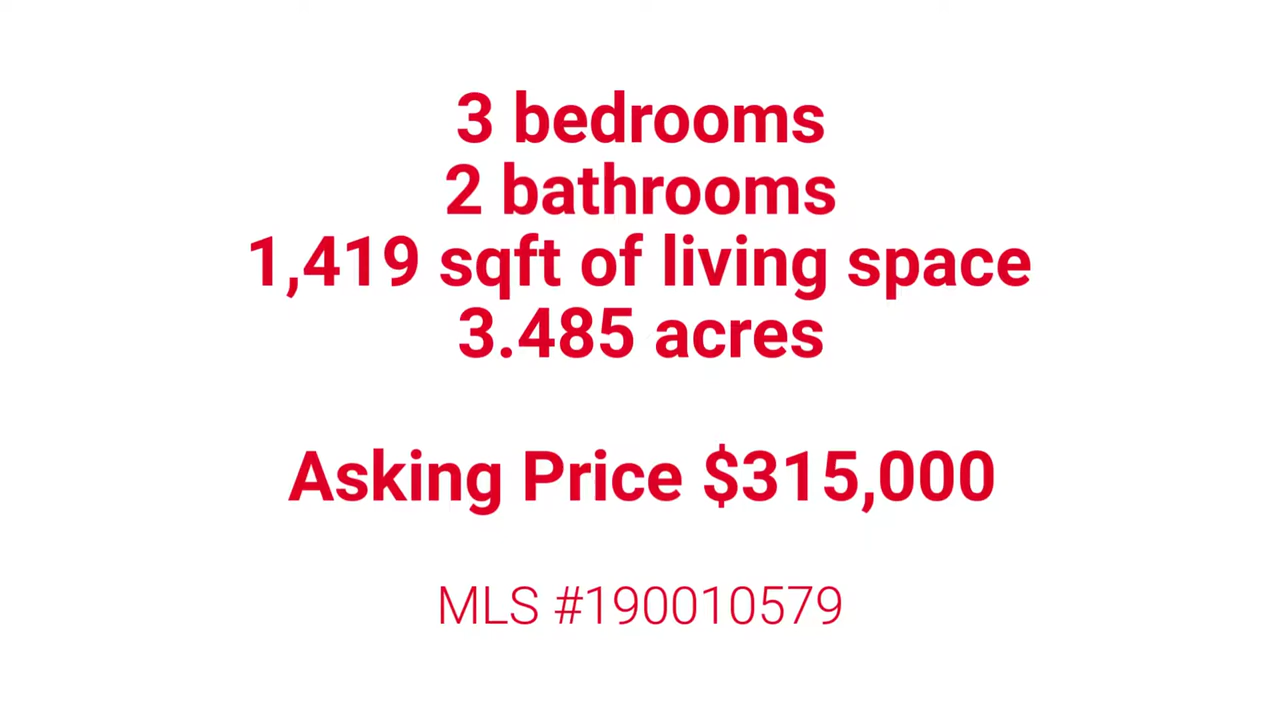 3 bedrooms
2 bathrooms
1,419 sqft of living space
3.485 acres
Asking Price $315,000
MLS #190010579